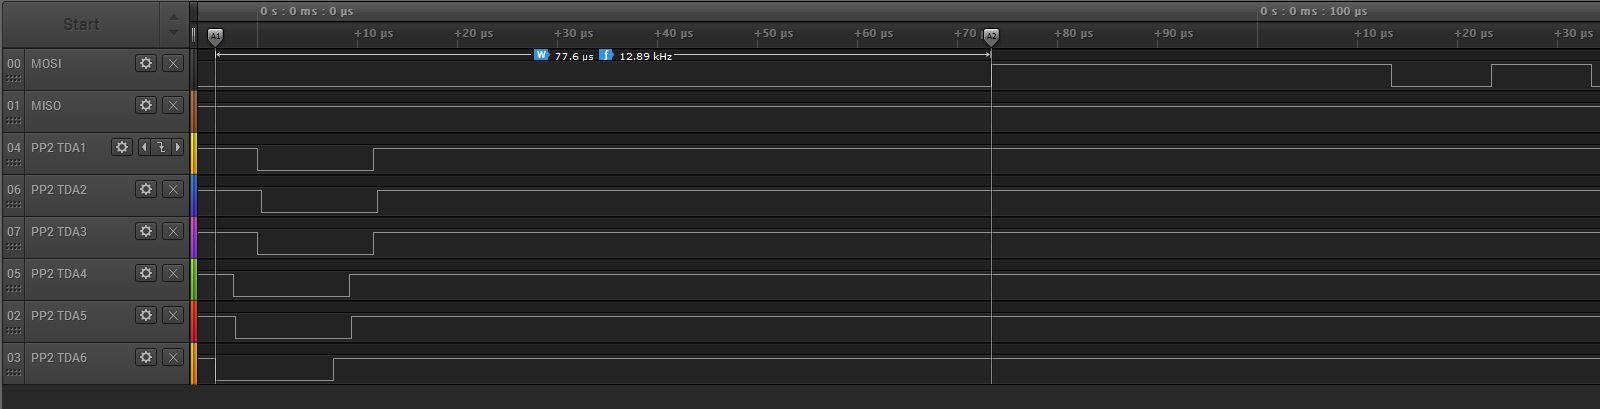 Start
0 s : 0 ms : 0 µs
0 s : 0 ms : 100 µs
+10 µs
+20 µs
+30 µs
+40 µs
+50 µs
+60 µs
+70
+80 µs
+90 µs
+10 µs
+20 µs
+30 µs
A1
A2
W 77.6 µs f 12.89 kHz
00 MOSI
01 MISO
04 PP2 TDA1
06 PP2 TDA2
07 PP2 TDA3
05 PP2 TDA4
02 PP2 TDA5
03 PP2 TDA6